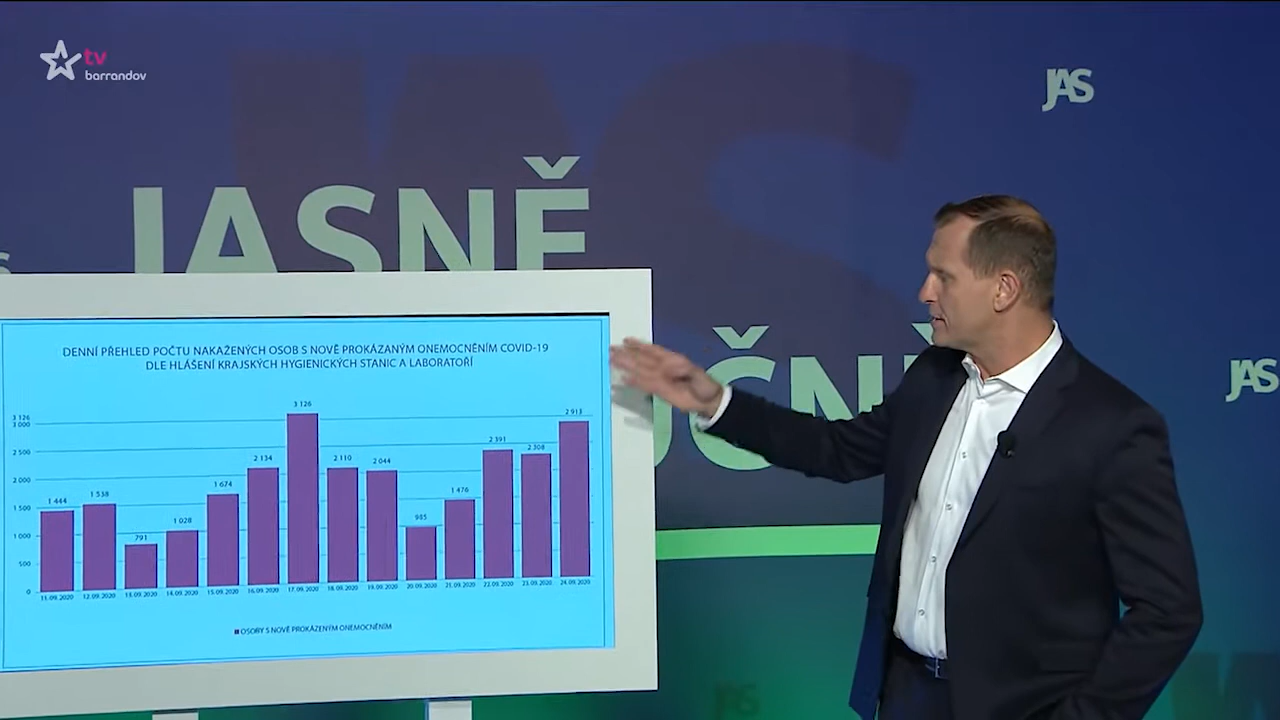 tv
barrandov
JAS
JASNĚ
UČNĚ
JAS
DENNÍ PŘEHLED POČTU NAKAŽENÝCH OSOB S NOVĚ PROKÁZANÝM ONEMOCNĚNÍM COVID-19
DLE HLÁŠENÍ KRAJSKÝCH HYGIENICKÝCH STANIC A LABORATOŘÍ
3 126
3 000
2 500
2 000
1 500
1 000
500
0
1 444
1 538
791
1 028
1 674
2 134
3 126
2 110
2 044
985
1 476
2 391
2 308
2 913
11.09.2020 12.09.2020 13.09.2020 14.09.2020 15.09.2020 16.09.2020 17.09.2020 18.09.2020 19.09.2020 20.09.2020 21.09.2020 22.09.2020 23.09.2020 24.09.2020
OSOBY S NOVĚ PROKÁZENÝM ONEMOCNĚNÍM
JAS